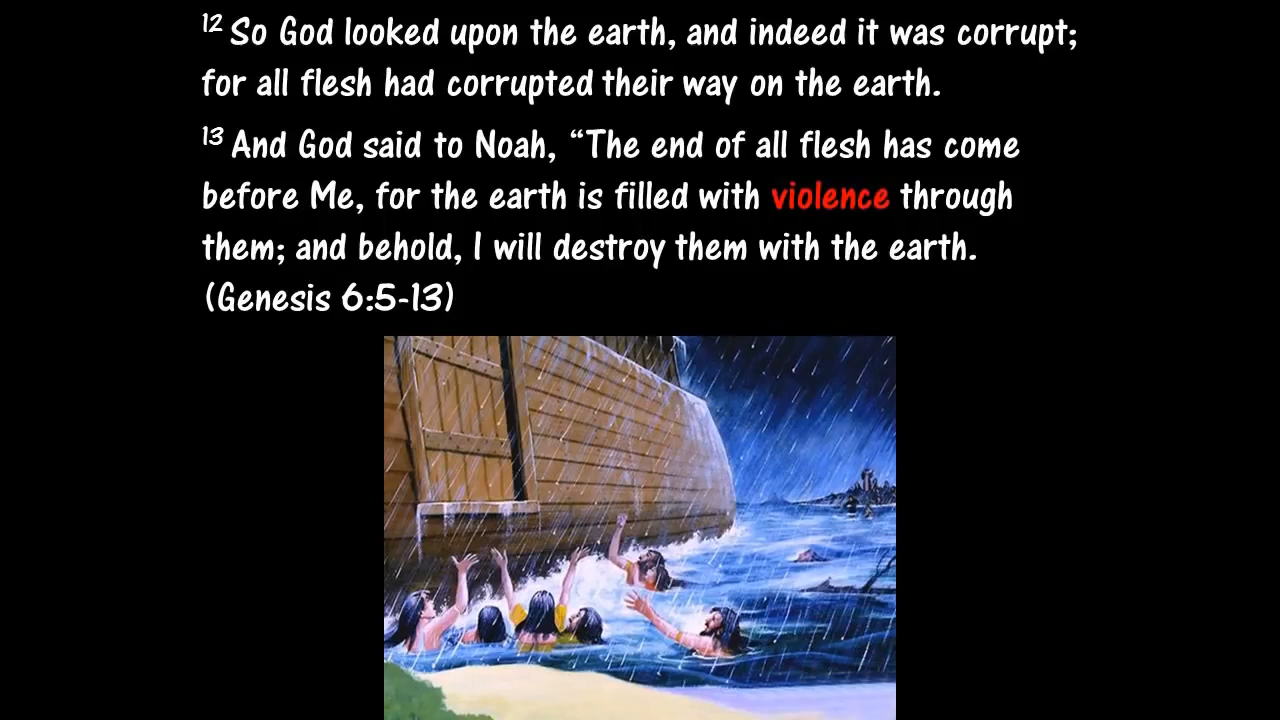 12 So God looked upon the earth, and indeed it was corrupt;
for all flesh had corrupted their way on the earth.
13 And God said to Noah, “The end of all flesh has come
before Me, for the earth is filled with violence through
them; and behold, I will destroy them with the earth.
(Genesis 6:5-13)